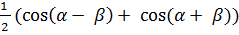 ½(cos(α − β) + cos(α + β))